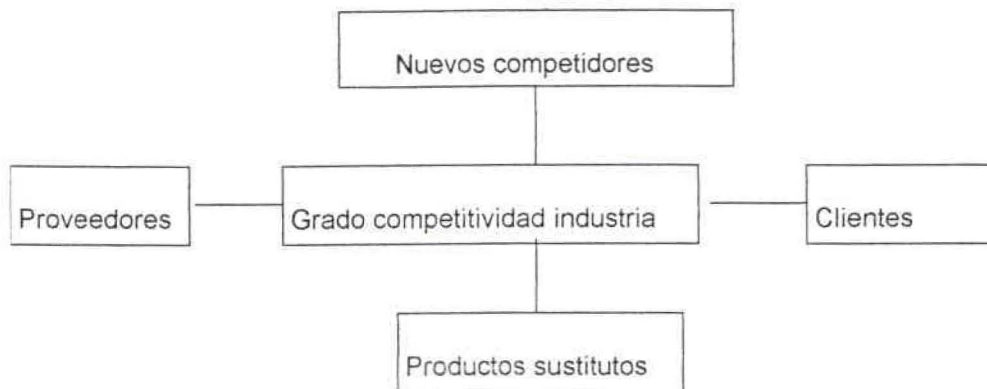 Nuevos competidores
Proveedores
Grado competitividad industria
Clientes
Productos sustitutos